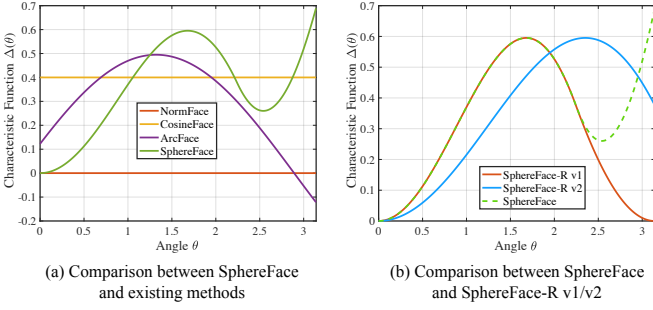 0.7
0.6
0.5
0.4
0.3
0.2
0.1
0
-0.1
-0.2
Characteristic Function Δ(θ)
NormFace
CosineFace
ArcFace
SphereFace
0 0.5 1 1.5 2 2.5 3
Angle θ
(a) Comparison between SphereFace
and existing methods
0.7
0.6
0.5
0.4
0.3
0.2
0.1
0
Characteristic Function Δ(θ)
SphereFace-R v1
SphereFace-R v2
SphereFace
0 0.5 1 1.5 2 2.5 3
Angle θ
(b) Comparison between SphereFace
and SphereFace-R v1/v2